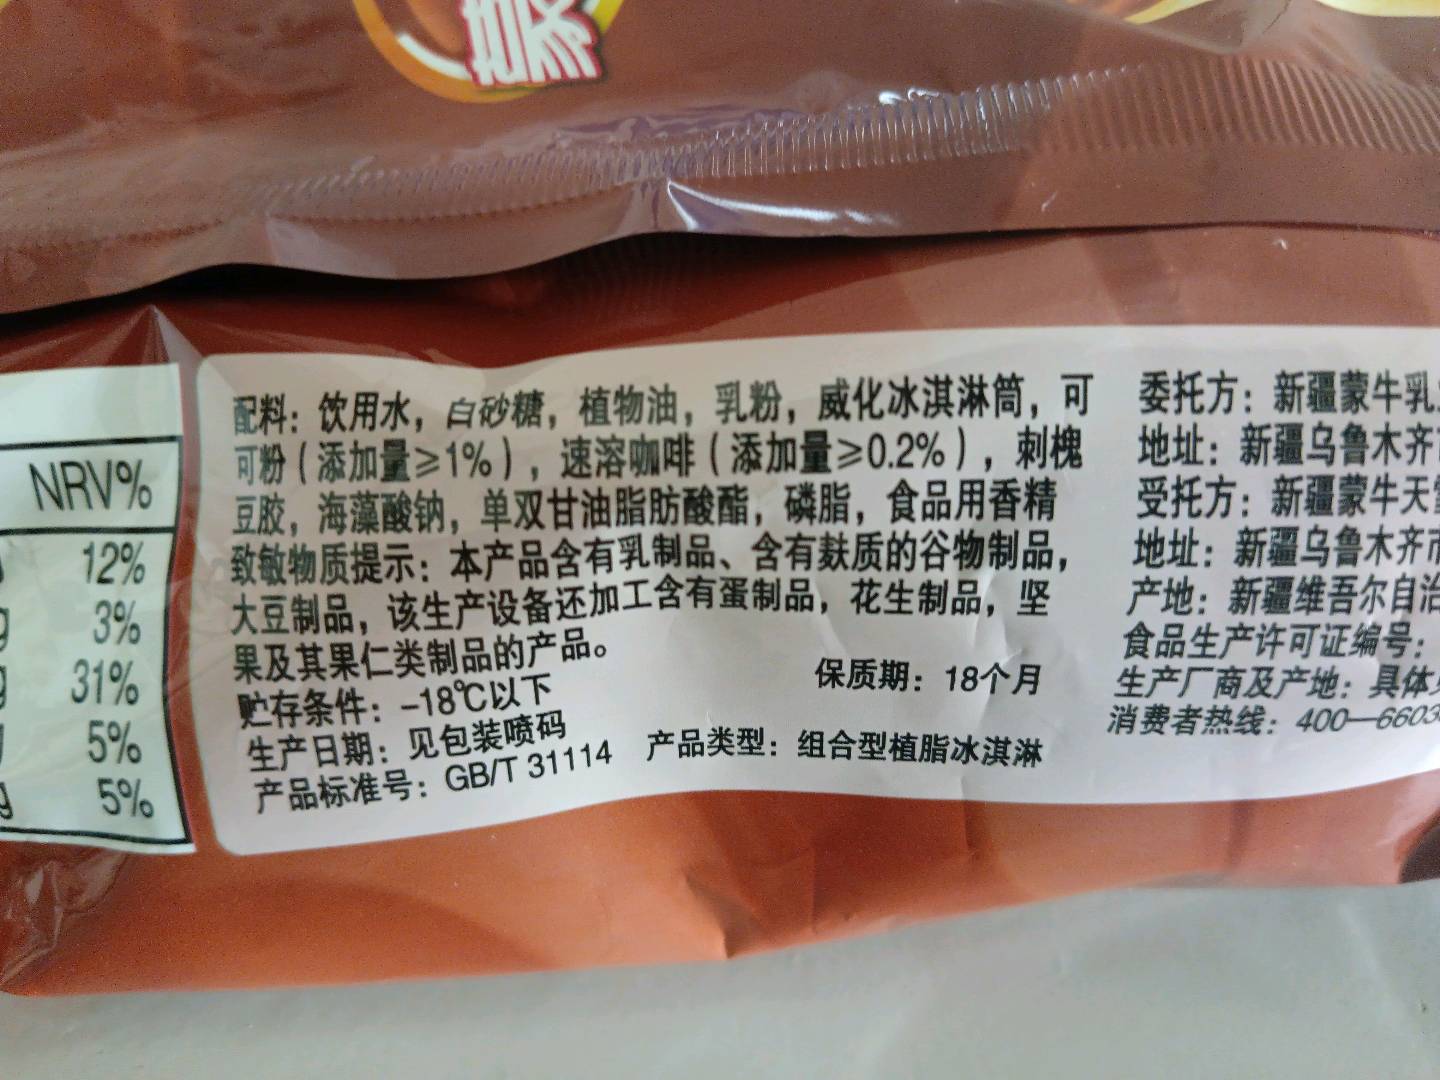 NRV%
12%
3%
31%
5%
5%
配料：饮用水，白砂糖，植物油，乳粉，威化冰淇淋筒，可
可粉（添加量≥1%），速溶咖啡（添加量≥0.2%），刺槐
豆胶，海藻酸钠，单双甘油脂肪酸酯，磷脂，食品用香精
致敏物质提示：本产品含有乳制品、含有麸质的谷物制品，
大豆制品，该生产设备还加工含有蛋制品，花生制品，坚
果及其果仁类制品的产品。
贮存条件：-18℃以下
保质期：18个月
生产日期：见包装喷码
产品标准号：GB/T 31114
产品类型：组合型植脂冰淇淋
委托方：新疆蒙牛乳
地址：新疆乌鲁木齐
受托方：新疆蒙牛天
地址：新疆乌鲁木齐市
产地：新疆维吾尔自治
食品生产许可证编号：
生产厂商及产地：具体
消费者热线：400—6603